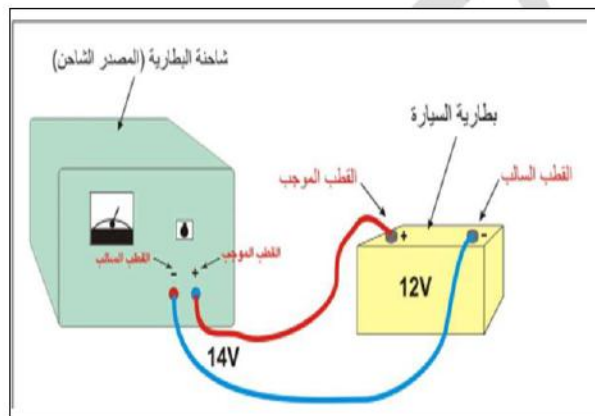 شاحنة البطارية (المصدر الشاحن)
بطارية السيارة
القطب الموجب
القطب السالب
+
-
12V
القطب السالب
القطب الموجب
-
+
14V